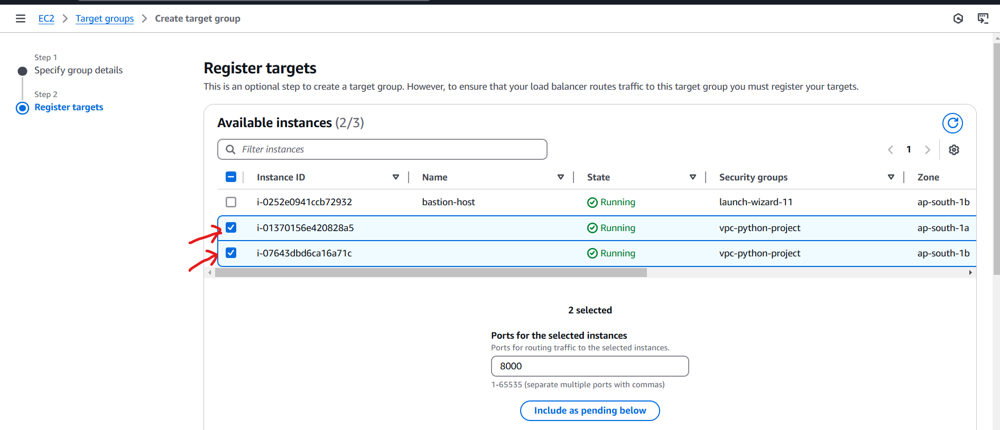 EC2 > Target groups > Create target group
Step 1
Specify group details
Step 2
Register targets
Register targets
This is an optional step to create a target group. However, to ensure that your load balancer routes traffic to this target group you must register your targets.
Available instances (2/3)
Filter instances
1
Instance ID Name State Security groups Zone
i-0252e0941ccb72932 bastion-host Running launch-wizard-11 ap-south-1b
i-01370156e420828a5 Running vpc-python-project ap-south-1a
i-07643dbd6ca16a71c Running vpc-python-project ap-south-1b
2 selected
Ports for the selected instances
Ports for routing traffic to the selected instances.
8000
1-65535 (separate multiple ports with commas)
Include as pending below